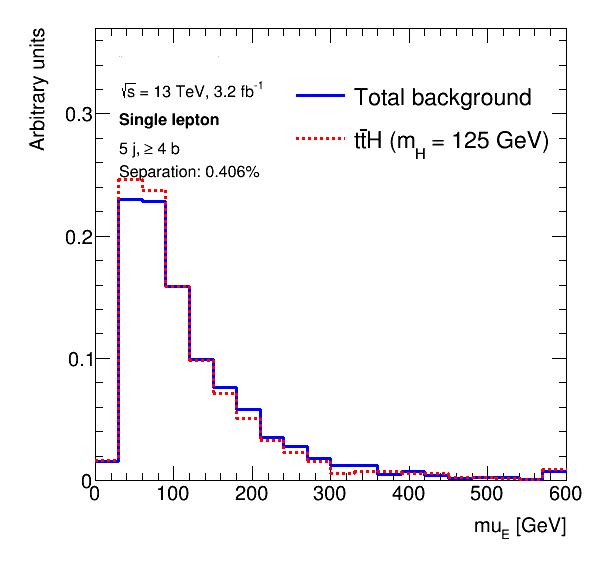 Arbitrary units
0.3
0.2
0.1
0
√s = 13 TeV, 3.2 fb⁻¹
Single lepton
5 j, ≥ 4 b
Separation: 0.406%
Total background
tt̄H (m_H = 125 GeV)
0 100 200 300 400 500 600
mu_E [GeV]